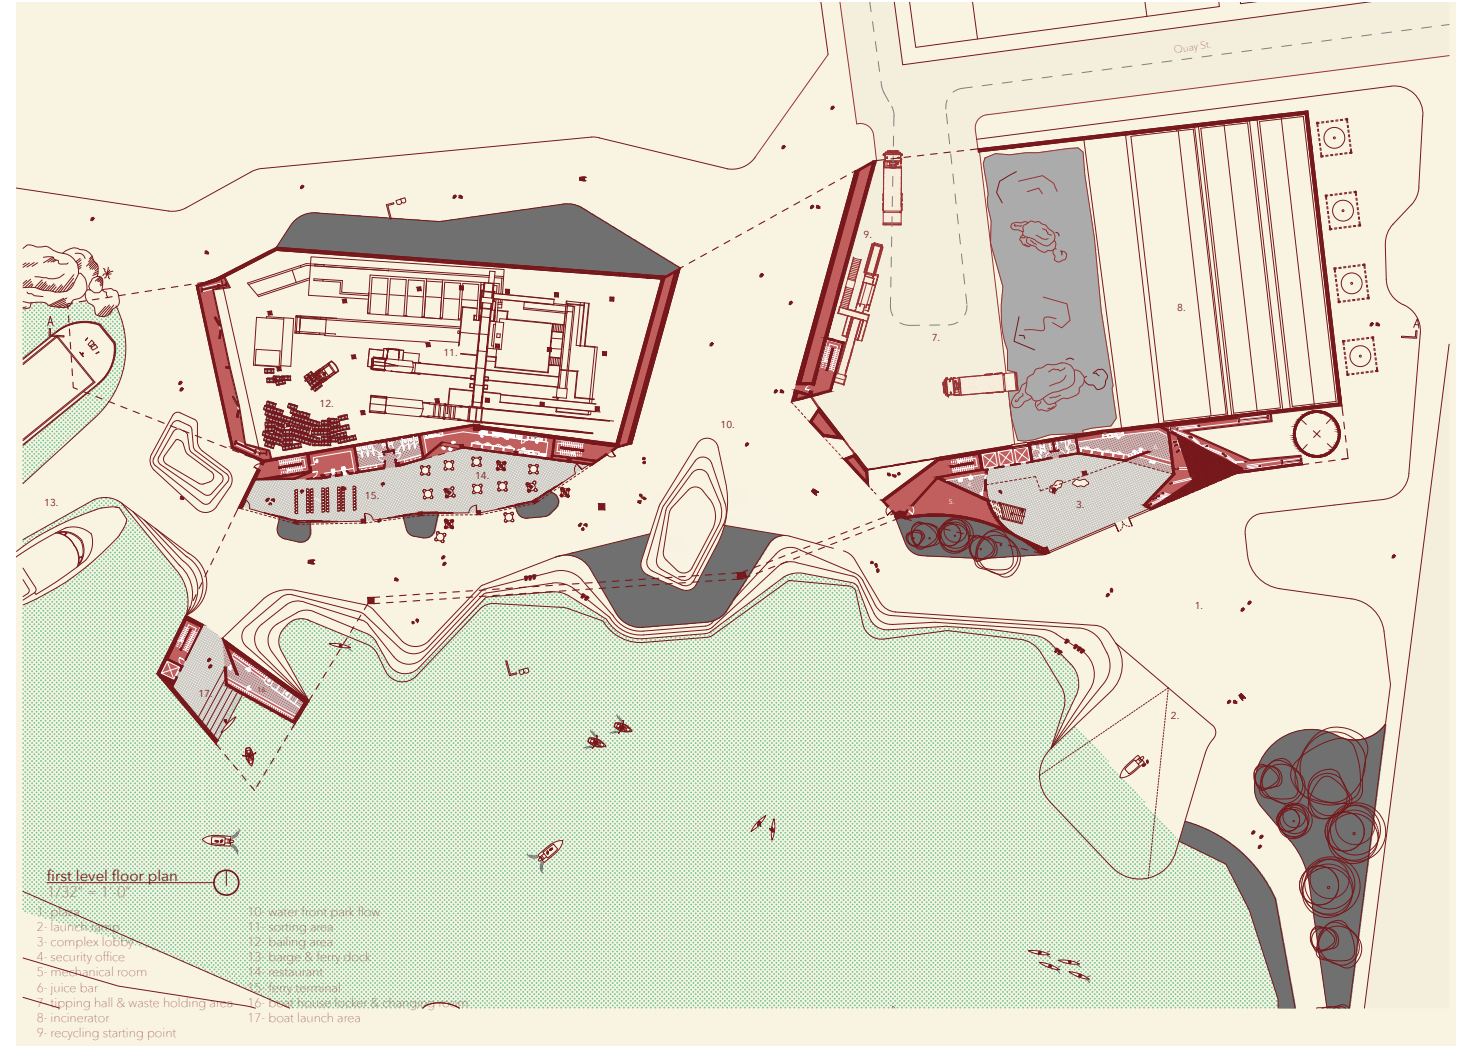 Quay St.
B
9.
A
8.
A
7.
11.
12.
10.
14.
15.
13.
5.
3.
1.
B
17.
16.
2.
first level floor plan
1/32" = 1'-0"
1- plaza
2- launch ramp
3- complex lobby
4- security office
5- mechanical room
6- juice bar
7- tipping hall & waste holding area
8- incinerator
9- recycling starting point
10- water front park flow
11- sorting area
12- bailing area
13- barge & ferry dock
14- restaurant
15- ferry terminal
16- boat house locker & changing room
17- boat launch area